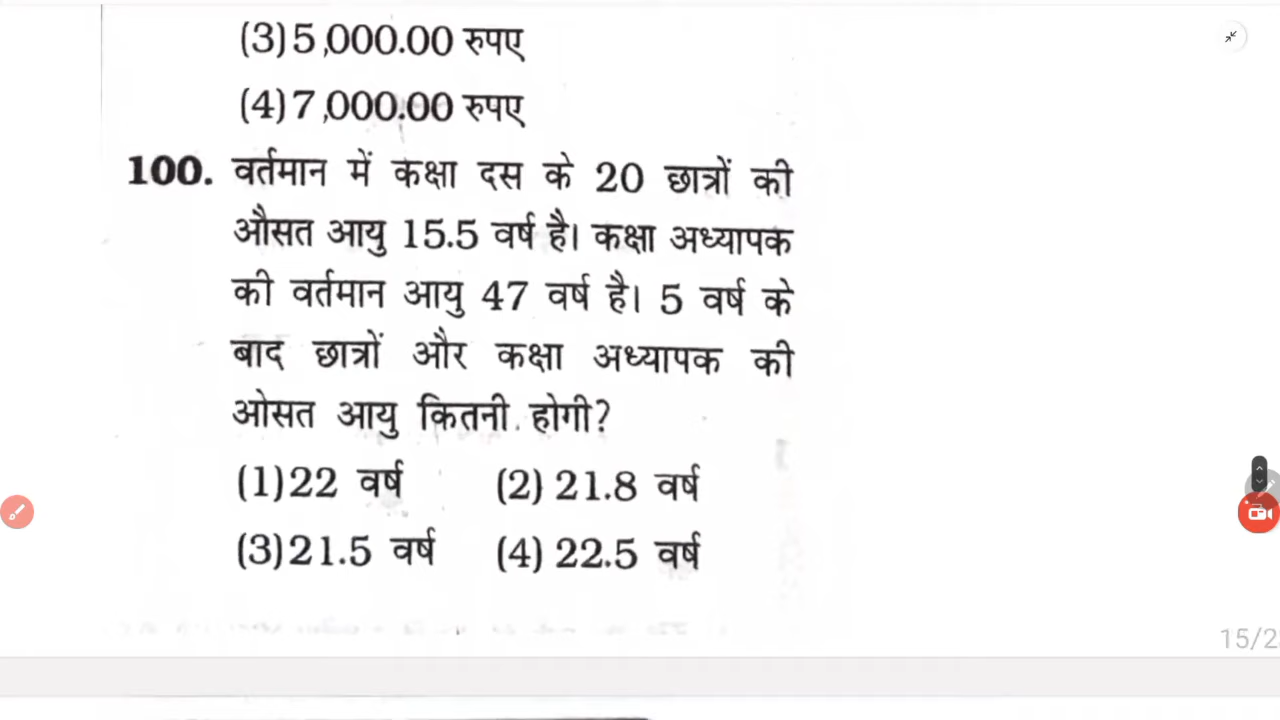 (3) 5,000.00 रुपए
(4) 7,000.00 रुपए
100. वर्तमान में कक्षा दस के 20 छात्रों की
औसत आयु 15.5 वर्ष है। कक्षा अध्यापक
की वर्तमान आयु 47 वर्ष है। 5 वर्ष के
बाद छात्रों और कक्षा अध्यापक की
ओसत आयु कितनी होगी?
(1) 22 वर्ष (2) 21.8 वर्ष
(3) 21.5 वर्ष (4) 22.5 वर्ष
15/2